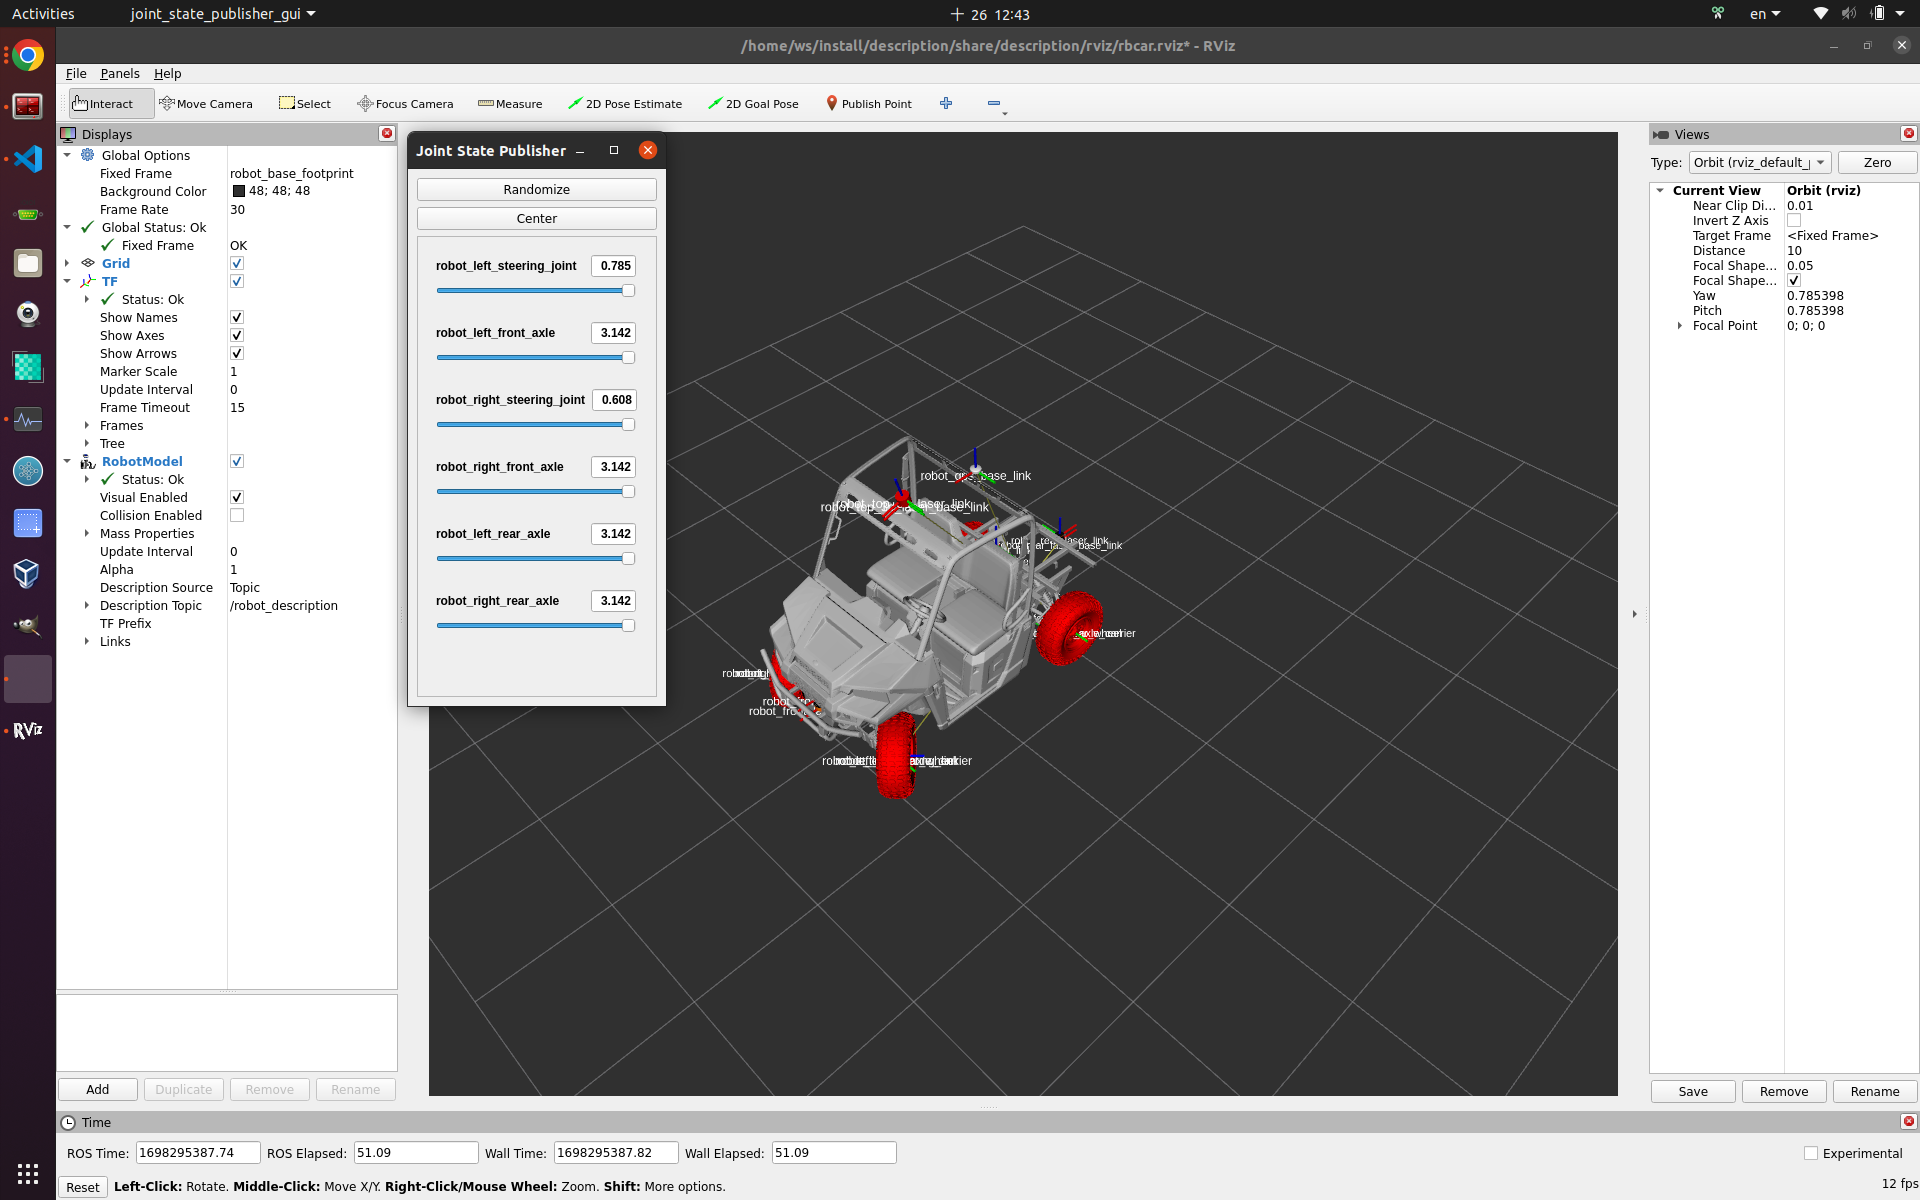 Activities
joint_state_publisher_gui
26 12:43
en
/home/ws/install/description/share/description/rviz/rbcar.rviz* - RViz
File Panels Help
Interact Move Camera Select Focus Camera Measure 2D Pose Estimate 2D Goal Pose Publish Point
Displays
Global Options
Fixed Frame robot_base_footprint
Background Color 48; 48; 48
Frame Rate 30
Global Status: Ok
Fixed Frame OK
Grid
TF
Status: Ok
Show Names
Show Axes
Show Arrows
Marker Scale 1
Update Interval 0
Frame Timeout 15
Frames
Tree
RobotModel
Status: Ok
Visual Enabled
Collision Enabled
Mass Properties
Update Interval 0
Alpha 1
Description Source Topic
Description Topic /robot_description
TF Prefix
Links
Add Duplicate Remove Rename
RViz
Joint State Publisher
Randomize
Center
robot_left_steering_joint 0.785
robot_left_front_axle 3.142
robot_right_steering_joint 0.608
robot_right_front_axle 3.142
robot_left_rear_axle 3.142
robot_right_rear_axle 3.142
Views
Type: Orbit (rviz_default_ Zero
Current View Orbit (rviz)
Near Clip Di... 0.01
Invert Z Axis
Target Frame <Fixed Frame>
Distance 10
Focal Shape... 0.05
Focal Shape...
Yaw 0.785398
Pitch 0.785398
Focal Point 0; 0; 0
Save Remove Rename
Time
ROS Time: 1698295387.74 ROS Elapsed: 51.09 Wall Time: 1698295387.82 Wall Elapsed: 51.09 Experimental
Reset Left-Click: Rotate. Middle-Click: Move X/Y. Right-Click/Mouse Wheel: Zoom. Shift: More options. 12 fps